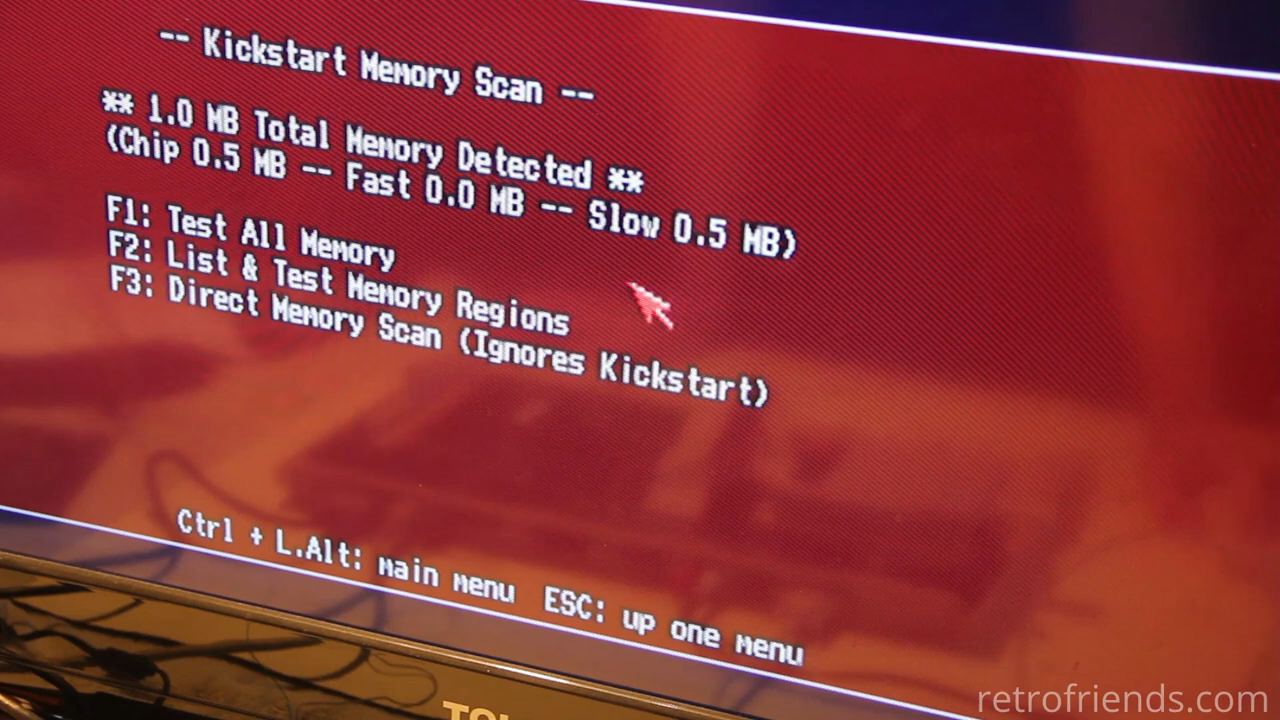 -- Kickstart Memory Scan --
** 1.0 MB Total Memory Detected **
(Chip 0.5 MB -- Fast 0.0 MB -- Slow 0.5 MB)
F1: Test All Memory
F2: List & Test Memory Regions
F3: Direct Memory Scan (Ignores Kickstart)
Ctrl + L.Alt: main menu ESC: up one menu
retrofriends.com